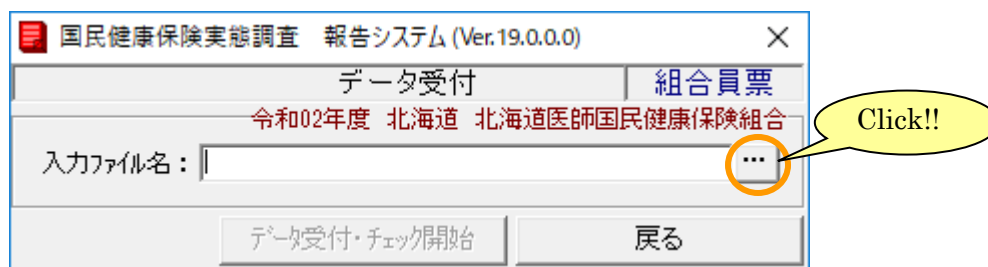 国民健康保険実態調査　報告システム (Ver.19.0.0.0)
データ受付　組合員票
令和02年度 北海道 北海道医師国民健康保険組合
入力ﾌｧｲﾙ名：　...
Click!!
ﾃﾞｰﾀ受付・ﾁｪｯｸ開始　戻る